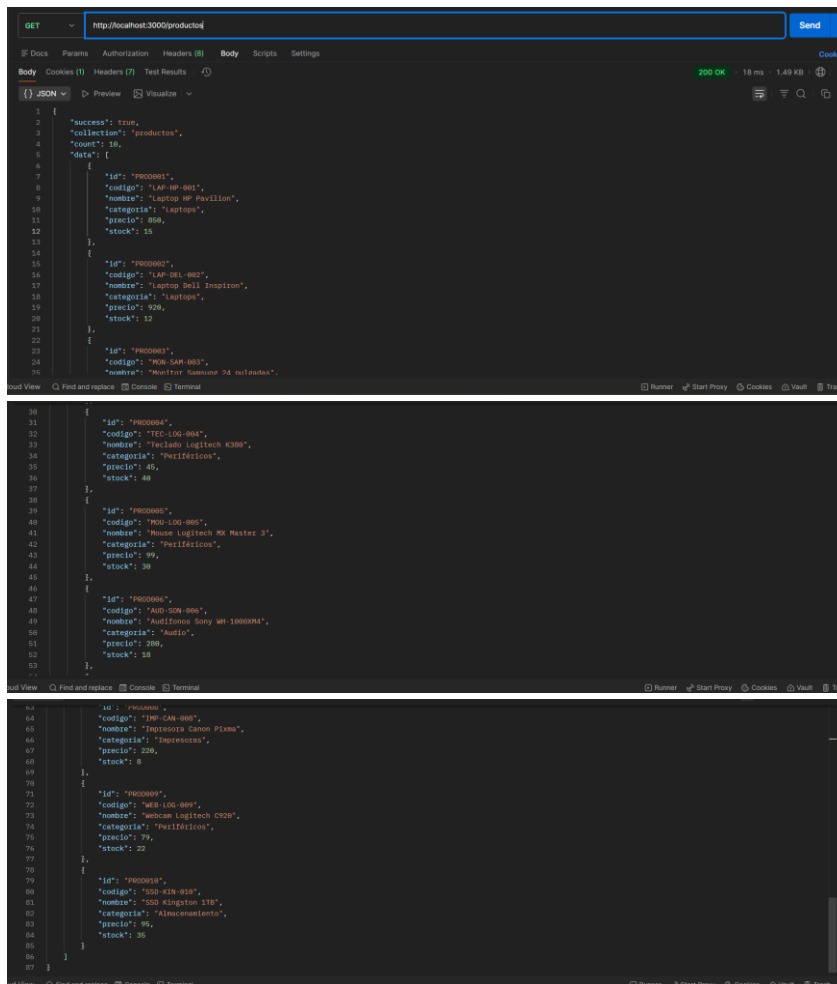 GET http://localhost:3000/productos Send
Docs Params Authorization Headers (8) Body Scripts Settings
Body Cookies (1) Headers (7) Test Results 200 OK 18 ms 1.49 KB
{} JSON Preview Visualize
1 {
2 "success": true,
3 "collection": "productos",
4 "count": 10,
5 "data": [
6 {
7 "id": "PROD001",
8 "codigo": "LAP-HP-001",
9 "nombre": "Laptop HP Pavilion",
10 "categoria": "Laptops",
11 "precio": 850,
12 "stock": 15
13 },
14 {
15 "id": "PROD002",
16 "codigo": "LAP-DEL-002",
17 "nombre": "Laptop Dell Inspiron",
18 "categoria": "Laptops",
19 "precio": 920,
20 "stock": 12
21 },
22 {
23 "id": "PROD003",
24 "codigo": "MON-SAM-003",
25 "nombre": "Monitor Samsung 24 pulgadas",
Cloud View Find and replace Console Terminal Runner Start Proxy Cookies Vault
30 {
31 "id": "PROD004",
32 "codigo": "TEC-LOG-004",
33 "nombre": "Teclado Logitech K380",
34 "categoria": "Periféricos",
35 "precio": 45,
36 "stock": 40
37 },
38 {
39 "id": "PROD005",
40 "codigo": "MOU-LOG-005",
41 "nombre": "Mouse Logitech MX Master 3",
42 "categoria": "Periféricos",
43 "precio": 99,
44 "stock": 30
45 },
46 {
47 "id": "PROD006",
48 "codigo": "AUD-SON-006",
49 "nombre": "Audífonos Sony WH-1000XM4",
50 "categoria": "Audio",
51 "precio": 280,
52 "stock": 18
53 },
View Find and replace Console Terminal Runner Start Proxy Cookies Vault
63 "id": "PROD008",
64 "codigo": "IMP-CAN-008",
65 "nombre": "Impresora Canon Pixma",
66 "categoria": "Impresoras",
67 "precio": 220,
68 "stock": 8
69 },
70 {
71 "id": "PROD009",
72 "codigo": "WEB-LOG-009",
73 "nombre": "Webcam Logitech C920",
74 "categoria": "Periféricos",
75 "precio": 79,
76 "stock": 22
77 },
78 {
79 "id": "PROD010",
80 "codigo": "SSD-KIN-010",
81 "nombre": "SSD Kingston 1TB",
82 "categoria": "Almacenamiento",
83 "precio": 95,
84 "stock": 35
85 }
86 ]
87 }